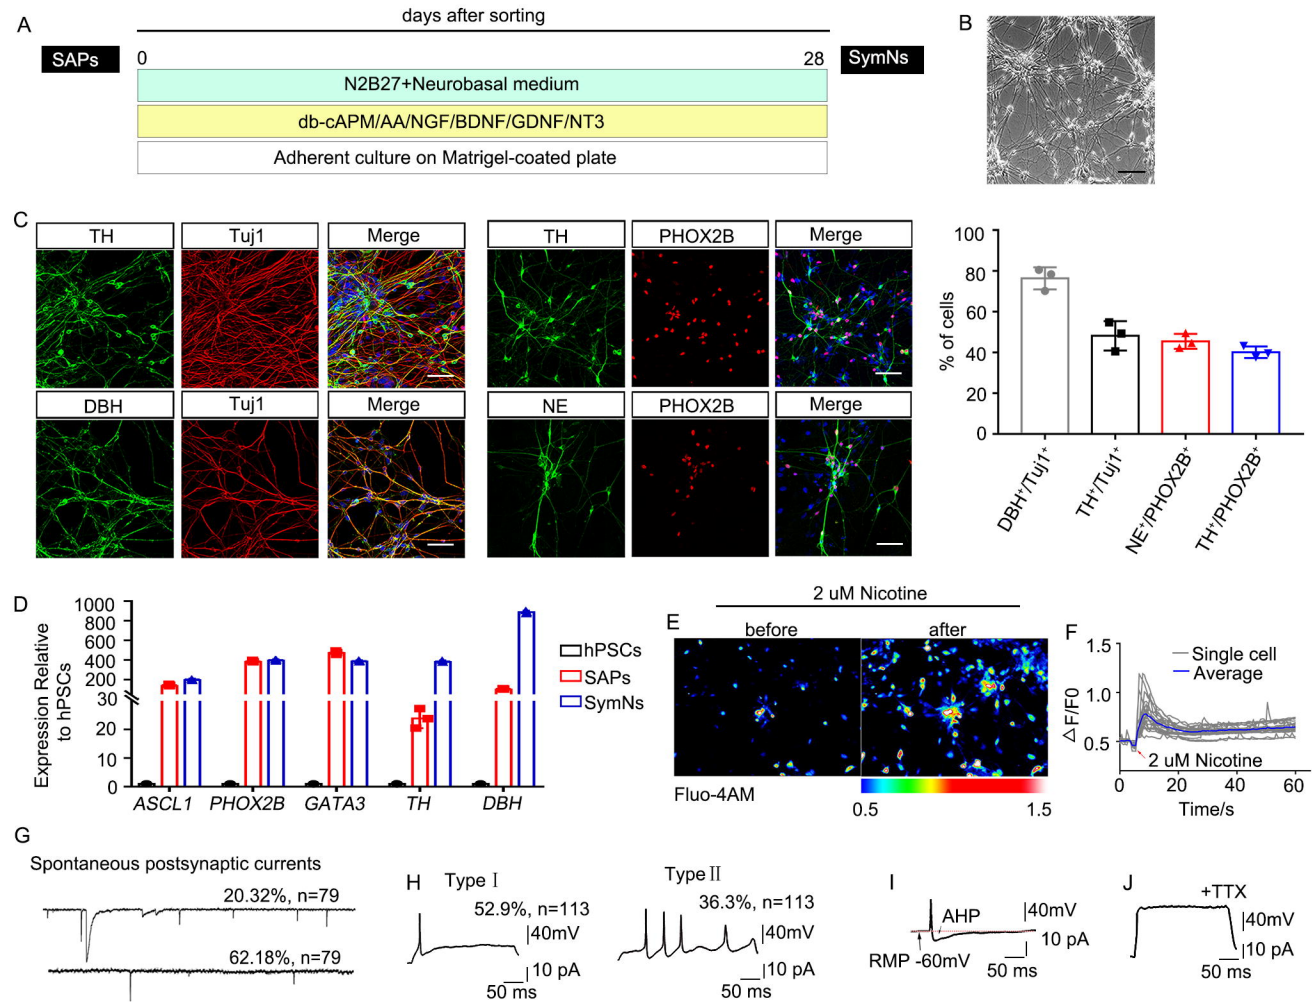 A
days after sorting
SAPs
0
28
SymNs
N2B27+Neurobasal medium
db-cAPM/AA/NGF/BDNF/GDNF/NT3
Adherent culture on Matrigel-coated plate
B
C
TH
Tuj1
Merge
TH
PHOX2B
Merge
DBH
Tuj1
Merge
NE
PHOX2B
Merge
100
80
60
40
20
0
% of cells
DBH⁺/Tuj1⁺
TH⁺/Tuj1⁺
NE⁺/PHOX2B⁺
TH⁺/PHOX2B⁺
D
Expression Relative
to hPSCs
1000
800
600
400
200
30
20
10
0
ASCL1
PHOX2B
GATA3
TH
DBH
hPSCs
SAPs
SymNs
E
2 uM Nicotine
before
after
Fluo-4AM
0.5
1.5
F
1.5
1.0
0.5
△F/F0
Single cell
Average
2 uM Nicotine
0
20
40
60
Time/s
G
Spontaneous postsynaptic currents
20.32%, n=79
62.18%, n=79
H
Type Ⅰ
52.9%, n=113
40mV
10 pA
50 ms
Type Ⅱ
36.3%, n=113
40mV
10 pA
50 ms
I
AHP
RMP -60mV
40mV
10 pA
50 ms
J
+TTX
40mV
10 pA
50 ms